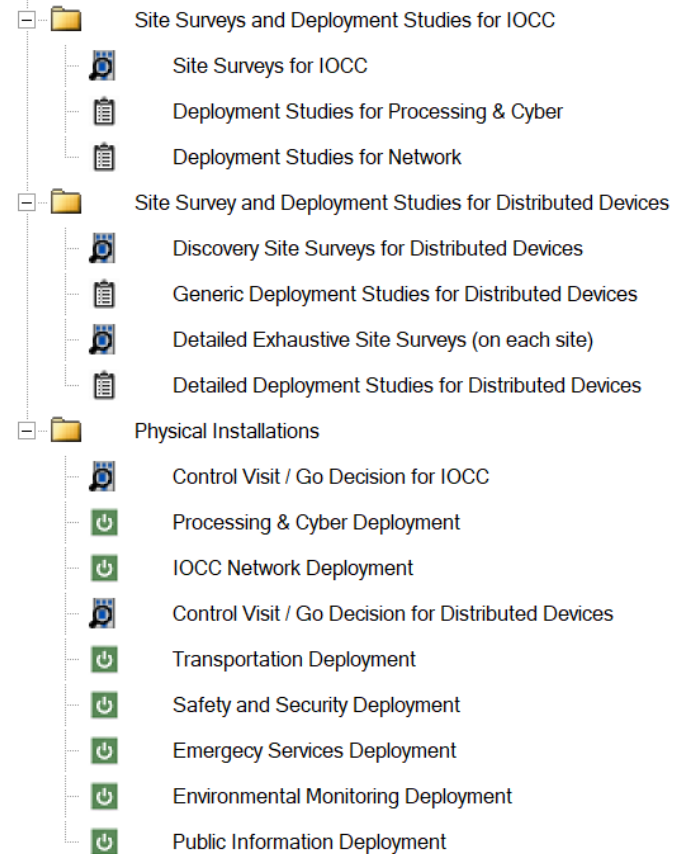 Site Surveys and Deployment Studies for IOCC
Site Surveys for IOCC
Deployment Studies for Processing & Cyber
Deployment Studies for Network
Site Survey and Deployment Studies for Distributed Devices
Discovery Site Surveys for Distributed Devices
Generic Deployment Studies for Distributed Devices
Detailed Exhaustive Site Surveys (on each site)
Detailed Deployment Studies for Distributed Devices
Physical Installations
Control Visit / Go Decision for IOCC
Processing & Cyber Deployment
IOCC Network Deployment
Control Visit / Go Decision for Distributed Devices
Transportation Deployment
Safety and Security Deployment
Emergecy Services Deployment
Environmental Monitoring Deployment
Public Information Deployment